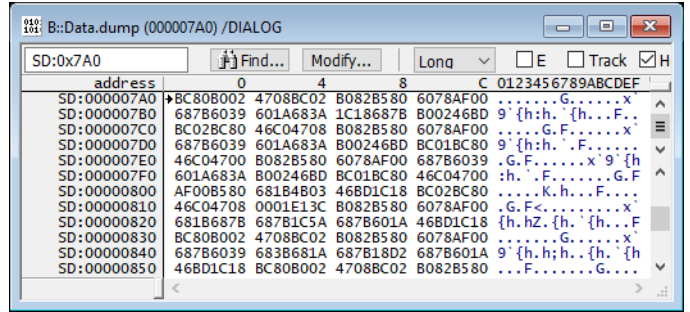 B::Data.dump (000007A0) /DIALOG
SD:0x7A0 Find... Modify... Long E Track H
address 0 4 8 C 0123456789ABCDEF
SD:000007A0 BC80B002 4708BC02 B082B580 6078AF00 .......G......x`
SD:000007B0 687B6039 601A683A 1C18687B B00246BD 9`{h:h.`{h...F..
SD:000007C0 BC02BC80 46C04708 B082B580 6078AF00 .....G.F......x`
SD:000007D0 687B6039 601A683A B00246BD BC01BC80 9`{h:h.`.F......
SD:000007E0 46C04700 B082B580 6078AF00 687B6039 .G.F......x`9`{h
SD:000007F0 601A683A B00246BD BC01BC80 46C04700 :h.`.F.......G.F
SD:00000800 AF00B580 681B4B03 46BD1C18 BC02BC80 .....K.h...F....
SD:00000810 46C04708 0001E13C B082B580 6078AF00 .G.F<.........x`
SD:00000820 681B687B 687B1C5A 687B601A 46BD1C18 {h.hZ.{h.`{h...F
SD:00000830 BC80B002 4708BC02 B082B580 6078AF00 .......G......x`
SD:00000840 687B6039 683B681A 687B18D2 687B601A 9`{h.h;h..{h.`{h
SD:00000850 46BD1C18 BC80B002 4708BC02 B082B580 ...F.......G....